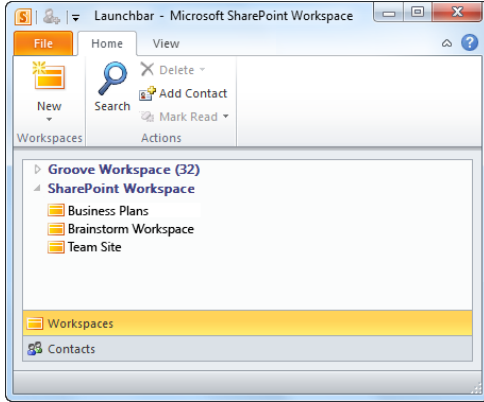 Launchbar - Microsoft SharePoint Workspace
File Home View
New
Search
Delete
Add Contact
Mark Read
Workspaces Actions
Groove Workspace (32)
SharePoint Workspace
Business Plans
Brainstorm Workspace
Team Site
Workspaces
Contacts